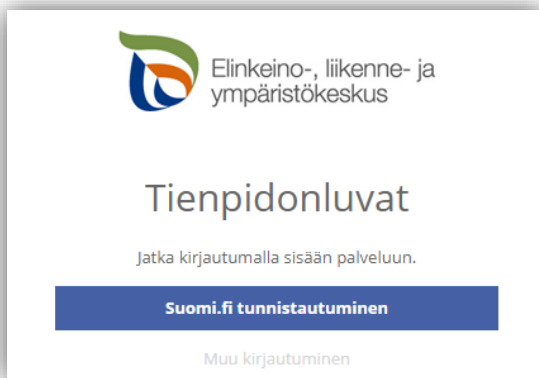 Elinkeino-, liikenne- ja
ympäristökeskus
Tienpidonluvat
Jatka kirjautumalla sisään palveluun.
Suomi.fi tunnistautuminen
Muu kirjautuminen